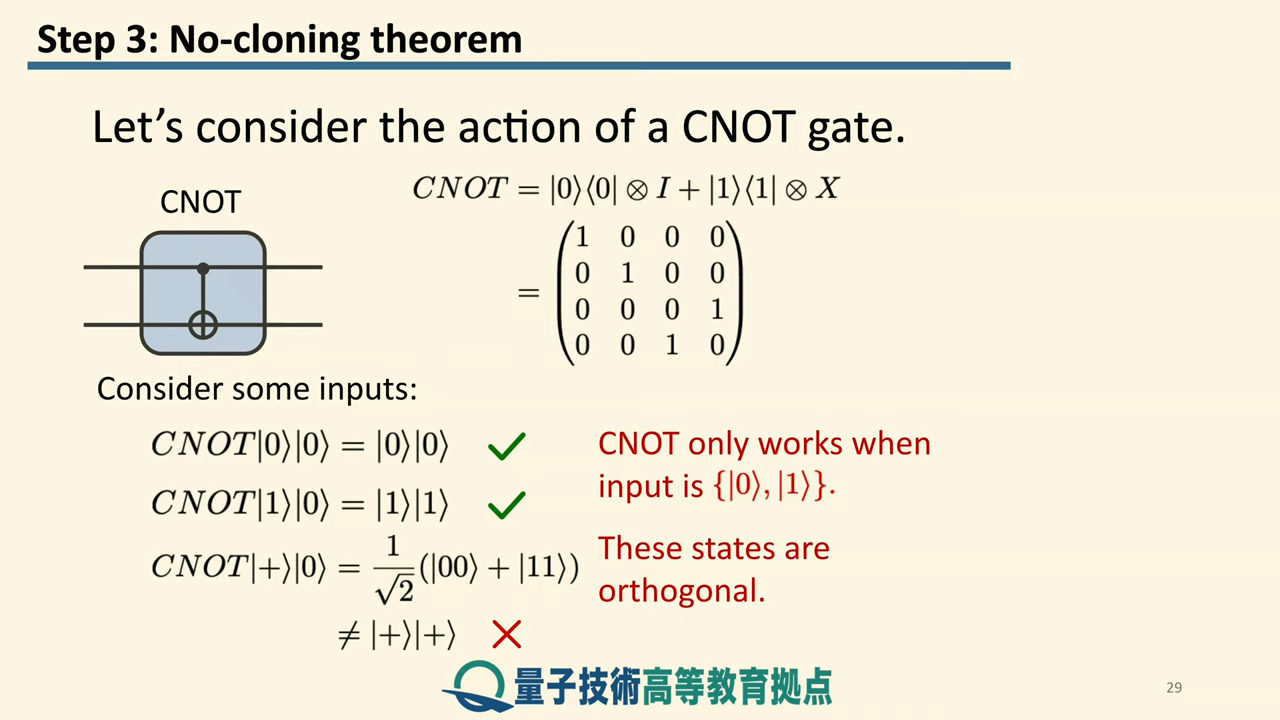 Step 3: No-cloning theorem
Let's consider the action of a CNOT gate.
CNOT
CNOT = |0⟩⟨0| ⊗ I + |1⟩⟨1| ⊗ X
= (1 0 0 0
0 1 0 0
0 0 0 1
0 0 1 0)
Consider some inputs:
CNOT|0⟩|0⟩ = |0⟩|0⟩ ✓
CNOT|1⟩|0⟩ = |1⟩|1⟩ ✓
CNOT|+⟩|0⟩ = 1/√2 (|00⟩ + |11⟩)
≠ |+⟩|+⟩ ✕
CNOT only works when
input is {|0⟩, |1⟩}.
These states are
orthogonal.
量子技術高等教育拠点
29